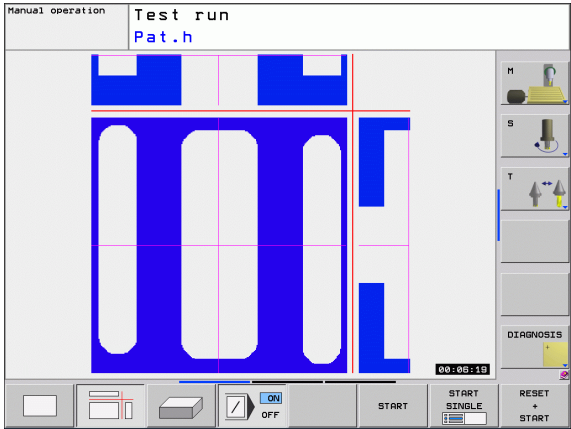 Manual operation
Test run
Pat.h
M
S
T
DIAGNOSIS
00:06:19
ON
OFF
START
START
SINGLE
RESET
+
START